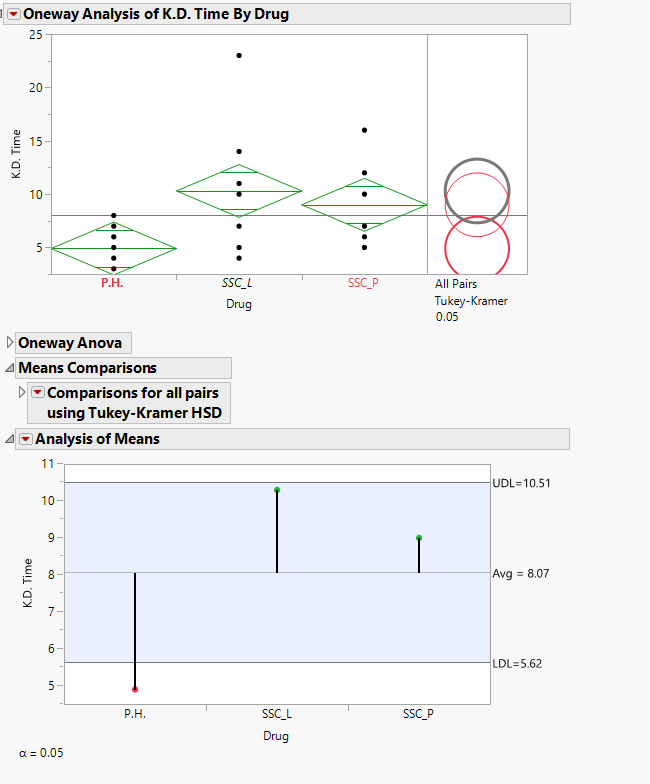 Oneway Analysis of K.D. Time By Drug
25
20
15
10
5
K.D. Time
P.H.
SSC_L
SSC_P
Drug
All Pairs
Tukey-Kramer
0.05
Oneway Anova
Means Comparisons
Comparisons for all pairs
using Tukey-Kramer HSD
Analysis of Means
11
10
9
8
7
6
5
K.D. Time
UDL=10.51
Avg = 8.07
LDL=5.62
P.H.
SSC_L
SSC_P
Drug
α = 0.05